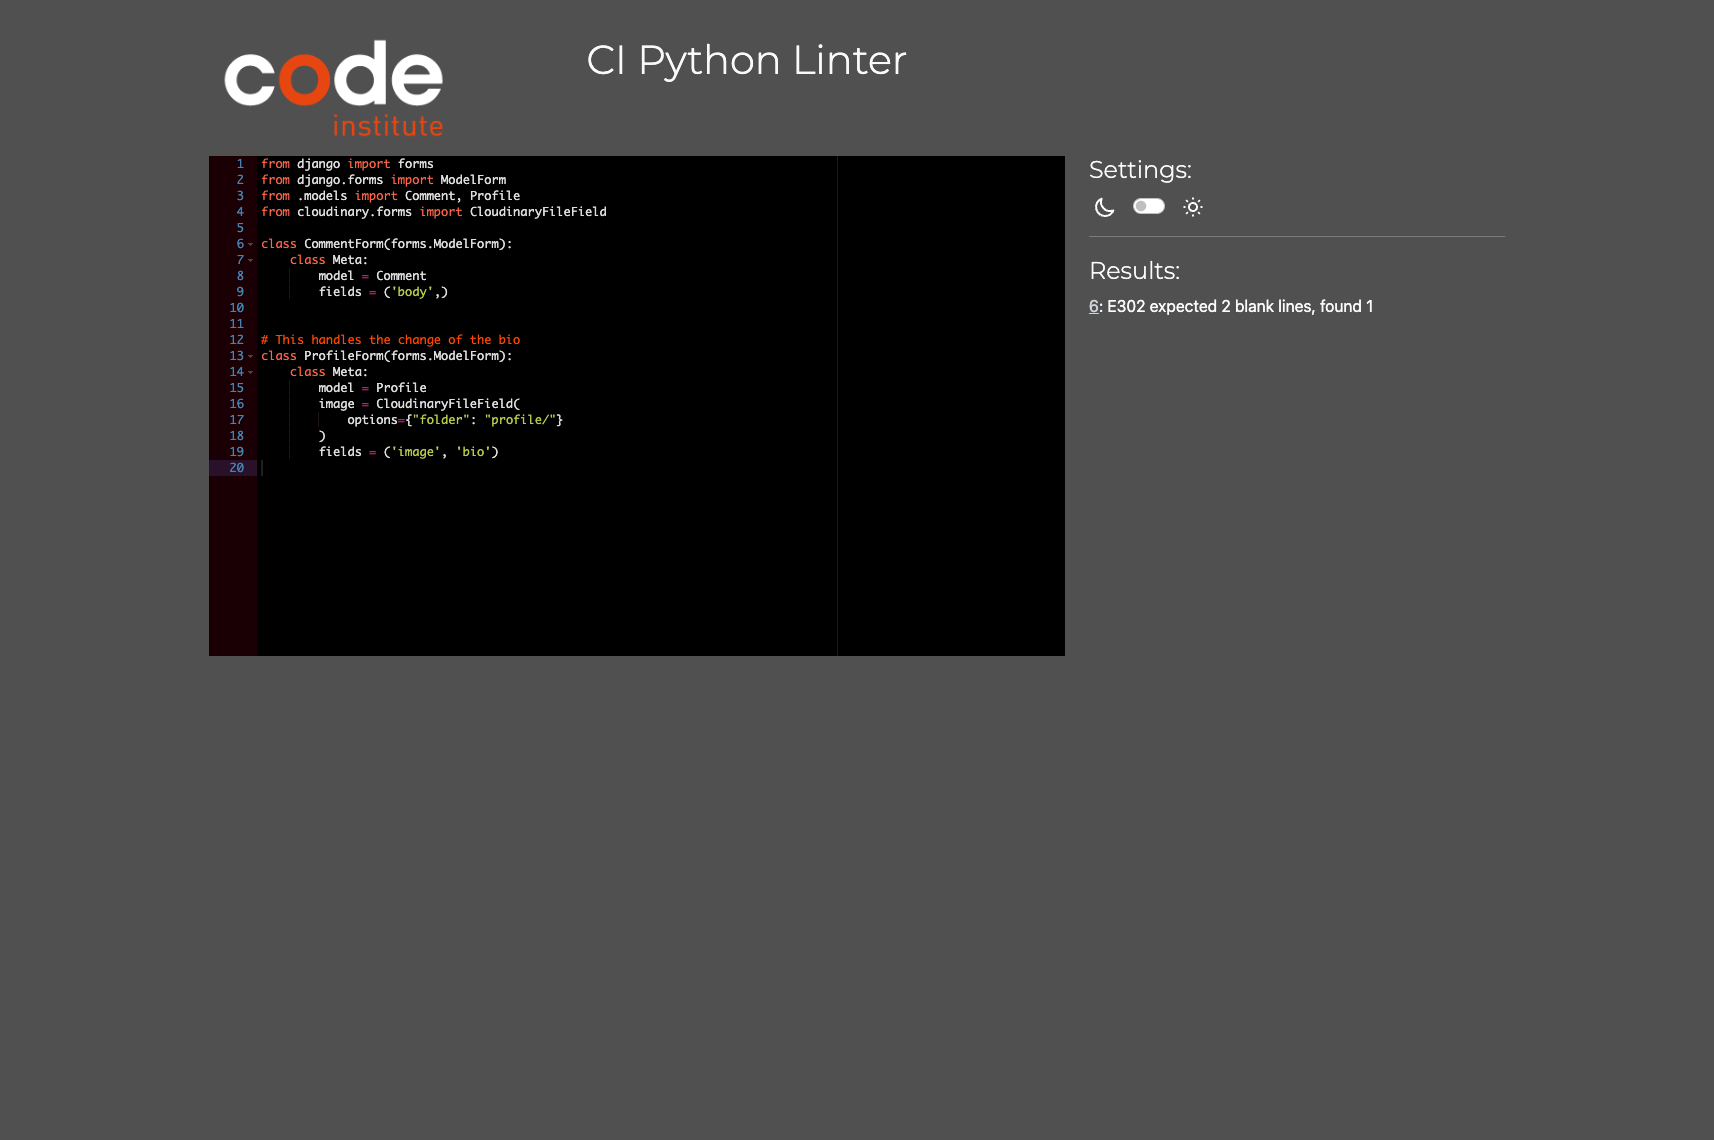 code
institute
CI Python Linter
1 from django import forms
2 from django.forms import ModelForm
3 from .models import Comment, Profile
4 from cloudinary.forms import CloudinaryFileField
5
6 class CommentForm(forms.ModelForm):
7     class Meta:
8         model = Comment
9         fields = ('body',)
10
11
12 # This handles the change of the bio
13 class ProfileForm(forms.ModelForm):
14     class Meta:
15         model = Profile
16         image = CloudinaryFileField(
17             options={"folder": "profile/"}
18         )
19         fields = ('image', 'bio')
20
Settings:
Results:
6: E302 expected 2 blank lines, found 1